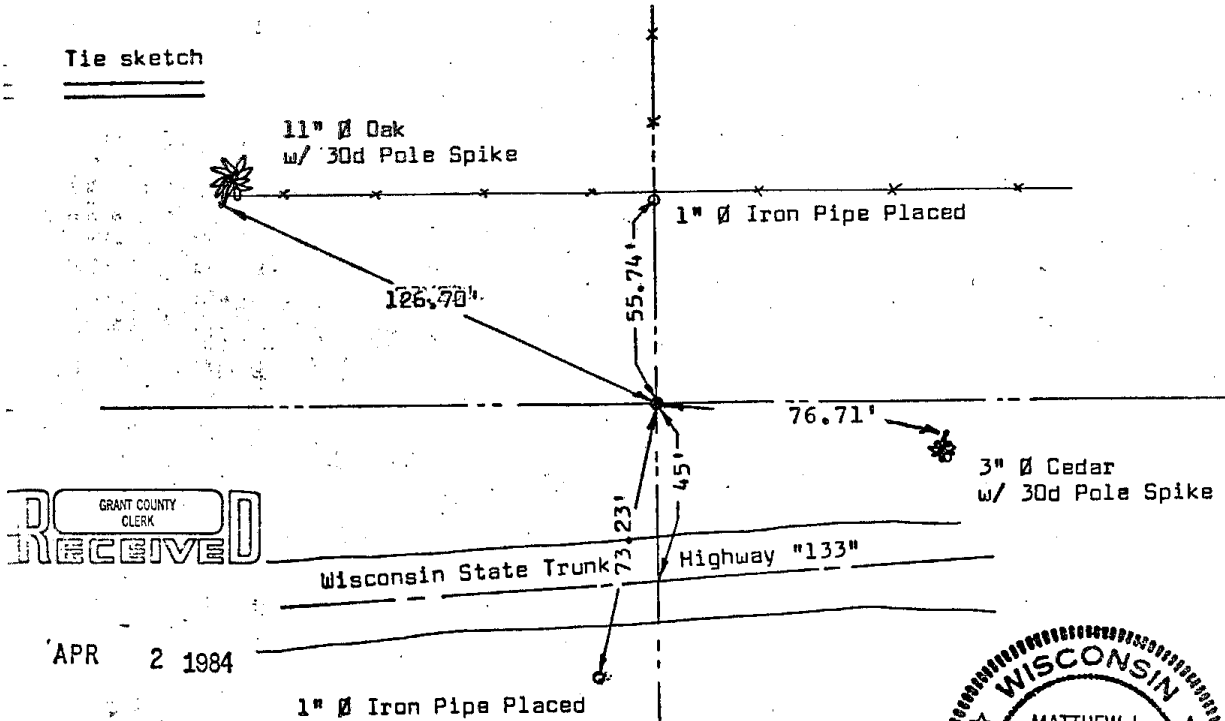 Tie sketch
11" Ø Oak
w/ 30d Pole Spike
1" Ø Iron Pipe Placed
55.74'
126.70'
76.71'
3" Ø Cedar
w/ 30d Pole Spike
45'
73.23'
GRANT COUNTY
CLERK
RECEIVED
Wisconsin State Trunk Highway "133"
APR 2 1984
1" Ø Iron Pipe Placed
WISCONSIN
MATTHEW J.